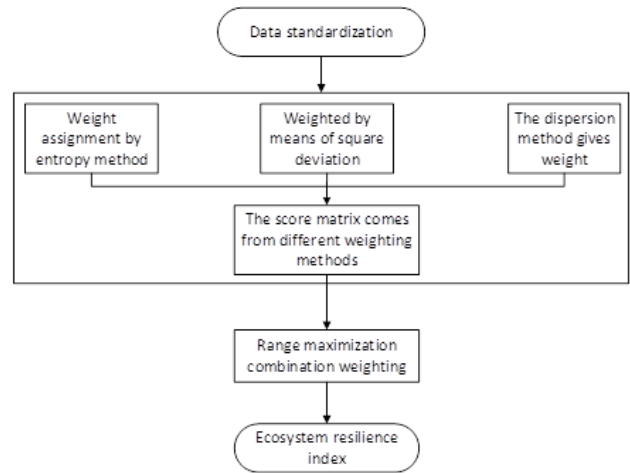 Data standardization
Weight
assignment by
entropy method
Weighted by
means of square
deviation
The dispersion
method gives
weight
The score matrix comes
from different weighting
methods
Range maximization
combination weighting
Ecosystem resilience
index